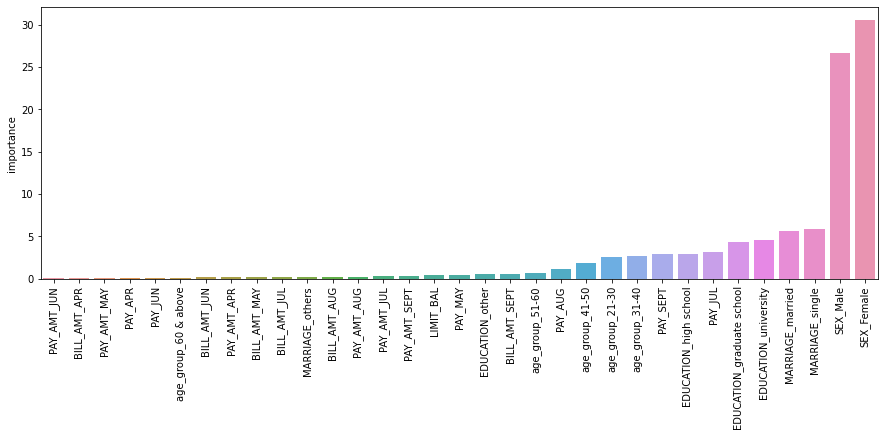 30
25
20
15
10
5
0
importance
PAY_AMT_JUN
BILL_AMT_APR
PAY_AMT_MAY
PAY_APR
PAY_JUN
age_group_60 & above
BILL_AMT_JUN
PAY_AMT_APR
BILL_AMT_MAY
BILL_AMT_JUL
MARRIAGE_others
BILL_AMT_AUG
PAY_AMT_AUG
PAY_AMT_JUL
PAY_AMT_SEPT
LIMIT_BAL
PAY_MAY
EDUCATION_other
BILL_AMT_SEPT
age_group_51-60
PAY_AUG
age_group_41-50
age_group_21-30
age_group_31-40
PAY_SEPT
EDUCATION_high school
PAY_JUL
EDUCATION_graduate school
EDUCATION_university
MARRIAGE_married
MARRIAGE_single
SEX_Male
SEX_Female